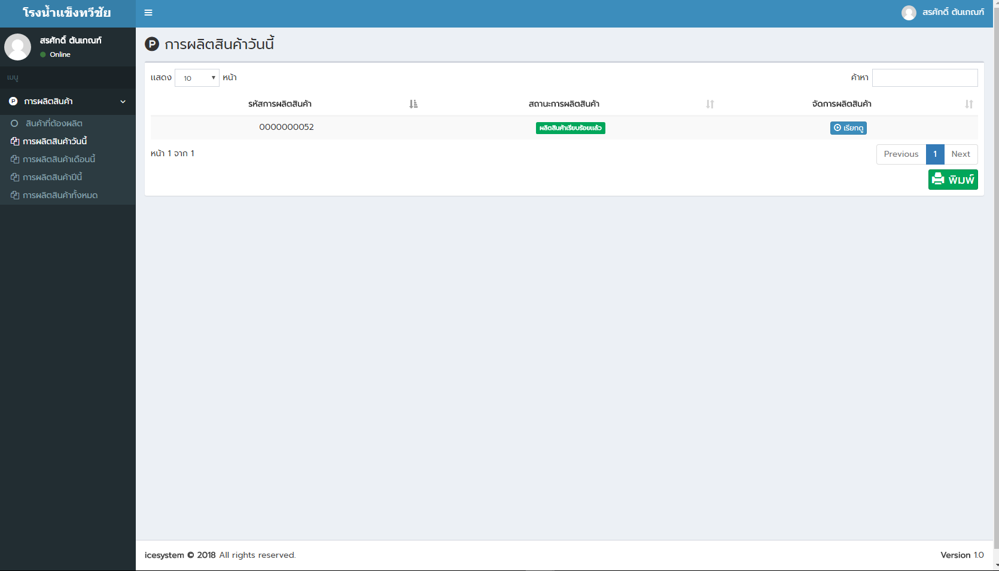 โรงน้ำแข็งทวีชัย
สรศักดิ์ ตันเกณฑ์
สรศักดิ์ ตันเกณฑ์
Online
เมนู
การผลิตสินค้า
สินค้าที่ต้องผลิต
การผลิตสินค้าวันนี้
การผลิตสินค้าเดือนนี้
การผลิตสินค้าปีนี้
การผลิตสินค้าทั้งหมด
P การผลิตสินค้าวันนี้
แสดง 10 หน้า
ค้าหา
รหัสการผลิตสินค้า สถานะการผลิตสินค้า จัดการผลิตสินค้า
0000000052 ผลิตสินค้าเรียบร้อยแล้ว เรียกดู
หน้า 1 จาก 1
Previous 1 Next
พิมพ์
icesystem © 2018 All rights reserved.
Version 1.0